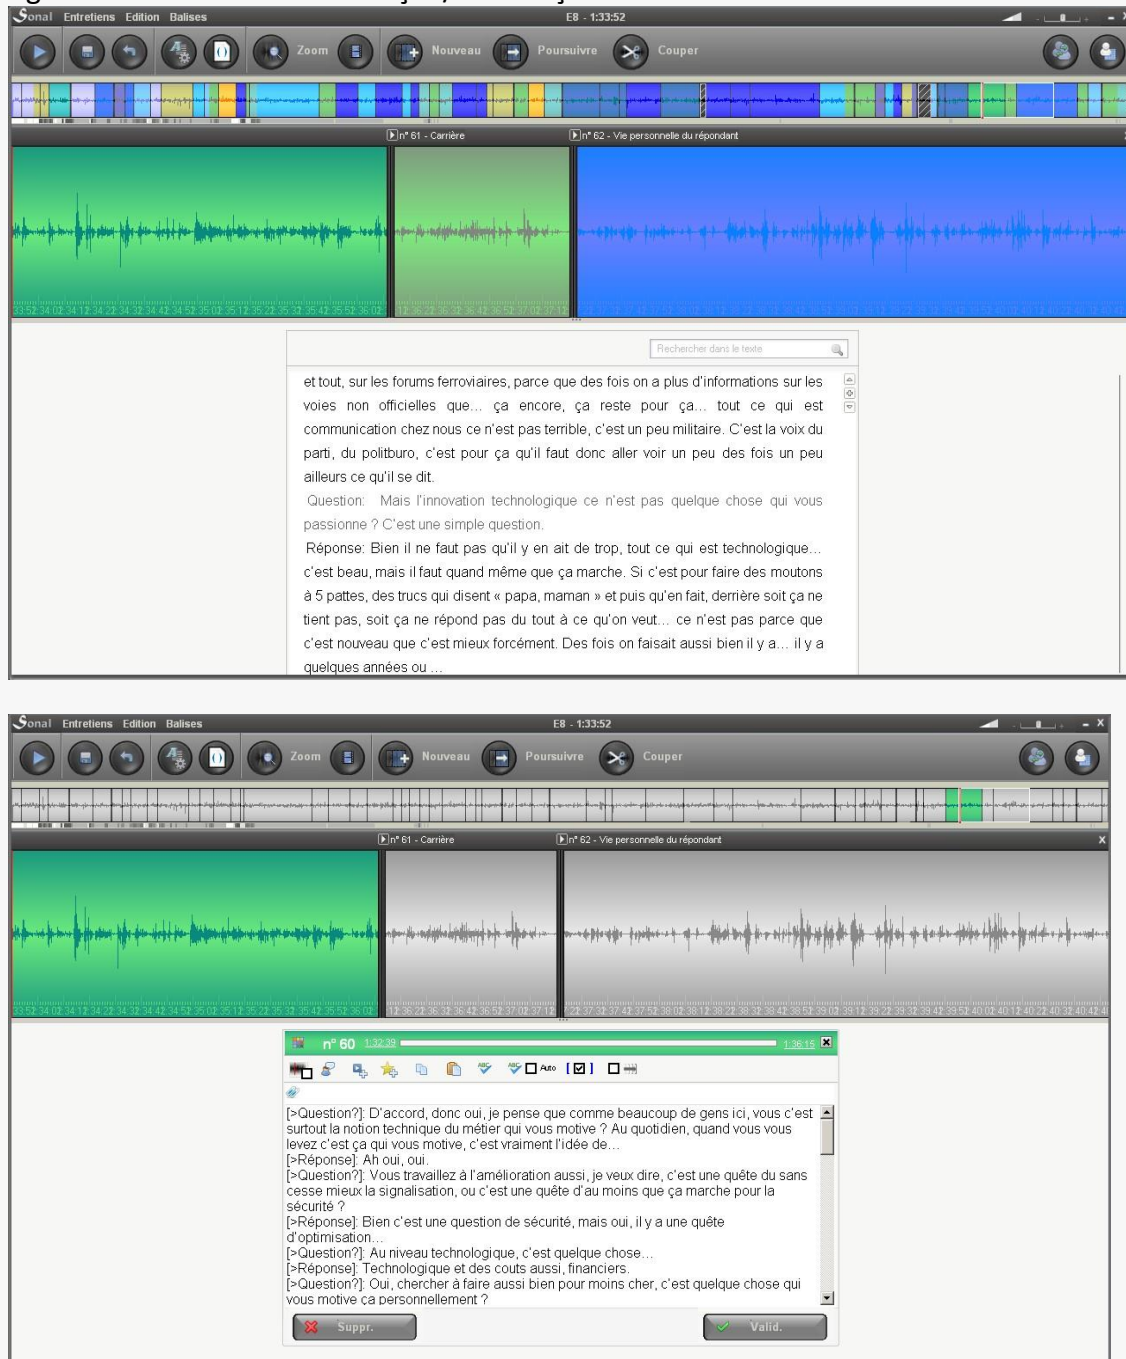 Sonal Entretiens Edition Balises E8 - 1:33:52
Zoom Nouveau Poursuivre Couper
n° 61 - Carrière n° 62 - Vie personnelle du répondant
Rechercher dans le texte
et tout, sur les forums ferroviaires, parce que des fois on a plus d'informations sur les
voies non officielles que... ça encore, ça reste pour ça... tout ce qui est
communication chez nous ce n'est pas terrible, c'est un peu militaire. C'est la voix du
parti, du politburo, c'est pour ça qu'il faut donc aller voir un peu des fois un peu
ailleurs ce qu'il se dit.
Question: Mais l'innovation technologique ce n'est pas quelque chose qui vous
passionne ? C'est une simple question.
Réponse: Bien il ne faut pas qu'il y en ait de trop, tout ce qui est technologique...
c'est beau, mais il faut quand même que ça marche. Si c'est pour faire des moutons
à 5 pattes, des trucs qui disent « papa, maman » et puis qu'en fait, derrière soit ça ne
tient pas, soit ça ne répond pas du tout à ce qu'on veut... ce n'est pas parce que
c'est nouveau que c'est mieux forcément. Des fois on faisait aussi bien il y a... il y a
quelques années ou ...
Sonal Entretiens Edition Balises E8 - 1:33:52
Zoom Nouveau Poursuivre Couper
n° 61 - Carrière n° 62 - Vie personnelle du répondant
n° 60 1:32:39 1:36:15
ABC ABC Auto
[>Question?]: D'accord, donc oui, je pense que comme beaucoup de gens ici, vous c'est
surtout la notion technique du métier qui vous motive ? Au quotidien, quand vous vous
levez c'est ça qui vous motive, c'est vraiment l'idée de...
[>Réponse]: Ah oui, oui.
[>Question?]: Vous travaillez à l'amélioration aussi, je veux dire, c'est une quête du sans
cesse mieux la signalisation, ou c'est une quête d'au moins que ça marche pour la
sécurité ?
[>Réponse]: Bien c'est une question de sécurité, mais oui, il y a une quête
d'optimisation...
[>Question?]: Au niveau technologique, c'est quelque chose...
[>Réponse]: Technologique et des couts aussi, financiers.
[>Question?]: Oui, chercher à faire aussi bien pour moins cher, c'est quelque chose qui
vous motive ça personnellement ?
Suppr. Valid.